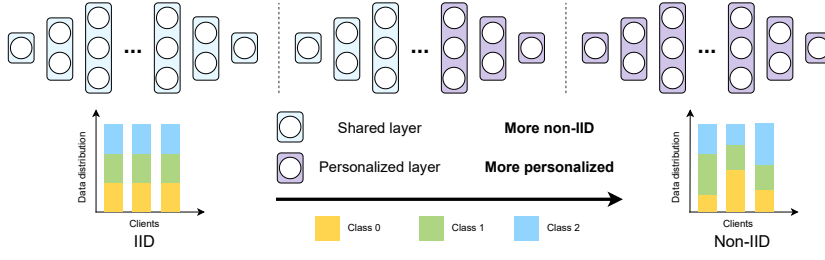 ...
...
...
Shared layer
More non-IID
Personalized layer
More personalized
Data distribution
Clients
IID
Class 0
Class 1
Class 2
Data distribution
Clients
Non-IID